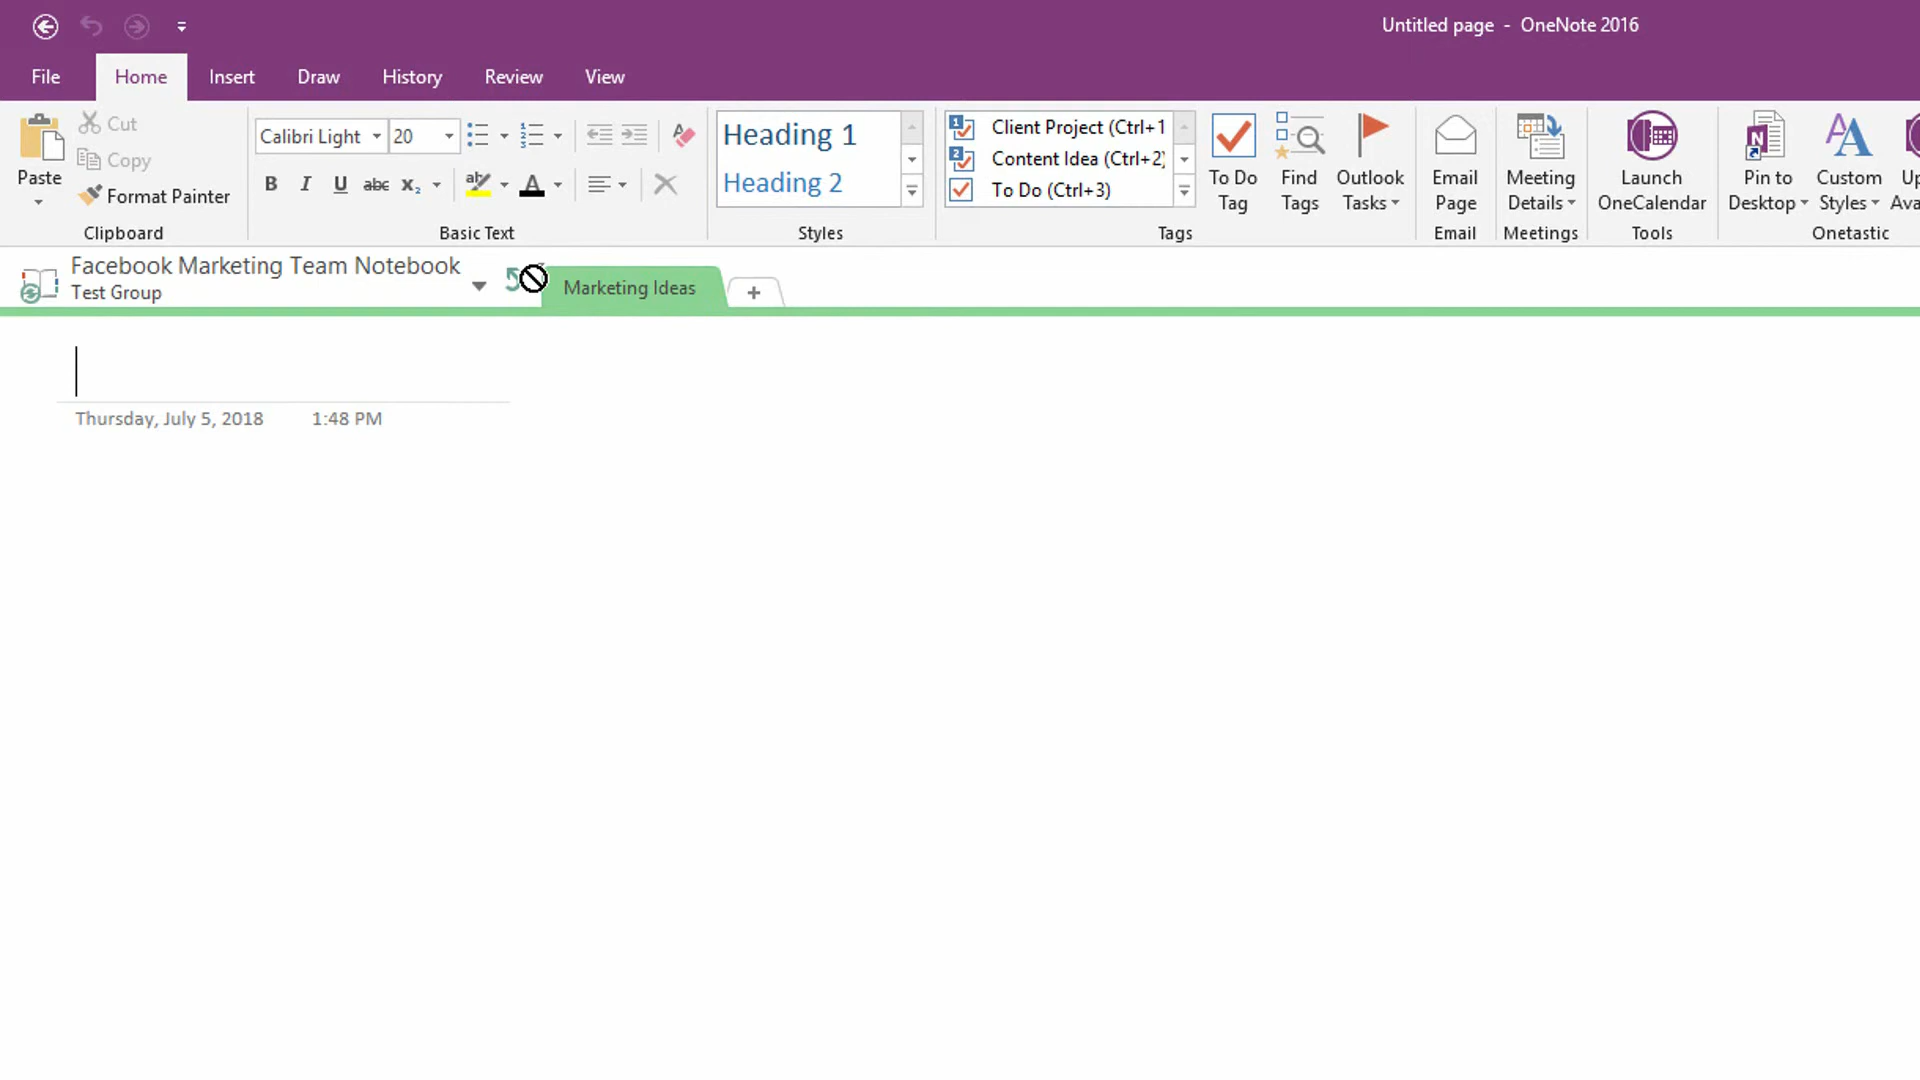 Untitled page - OneNote 2016
File Home Insert Draw History Review View
Paste
Cut
Copy
Format Painter
Clipboard
Calibri Light 20
B I U abc X₂ ab A
Basic Text
Heading 1
Heading 2
Styles
1 Client Project (Ctrl+1
2 Content Idea (Ctrl+2)
To Do (Ctrl+3)
To Do Tag
Find Tags
Outlook Tasks
Tags
Email Page
Email
Meeting Details
Meetings
Launch OneCalendar
Tools
Pin to Desktop
Custom Styles
Onetastic
Facebook Marketing Team Notebook
Test Group
Marketing Ideas
+
Thursday, July 5, 2018 1:48 PM